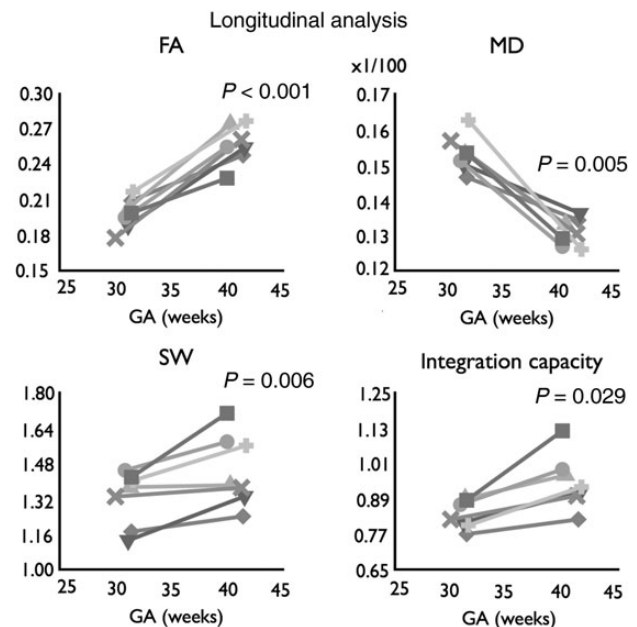 Longitudinal analysis
FA
0.30
0.27
0.24
0.21
0.18
0.15
P < 0.001
25 30 35 40 45
GA (weeks)
MD
x1/100
0.17
0.16
0.15
0.14
0.13
0.12
P = 0.005
25 30 35 40 45
GA (weeks)
SW
1.80
1.64
1.48
1.32
1.16
1.00
P = 0.006
25 30 35 40 45
GA (weeks)
Integration capacity
1.25
1.13
1.01
0.89
0.77
0.65
P = 0.029
25 30 35 40 45
GA (weeks)